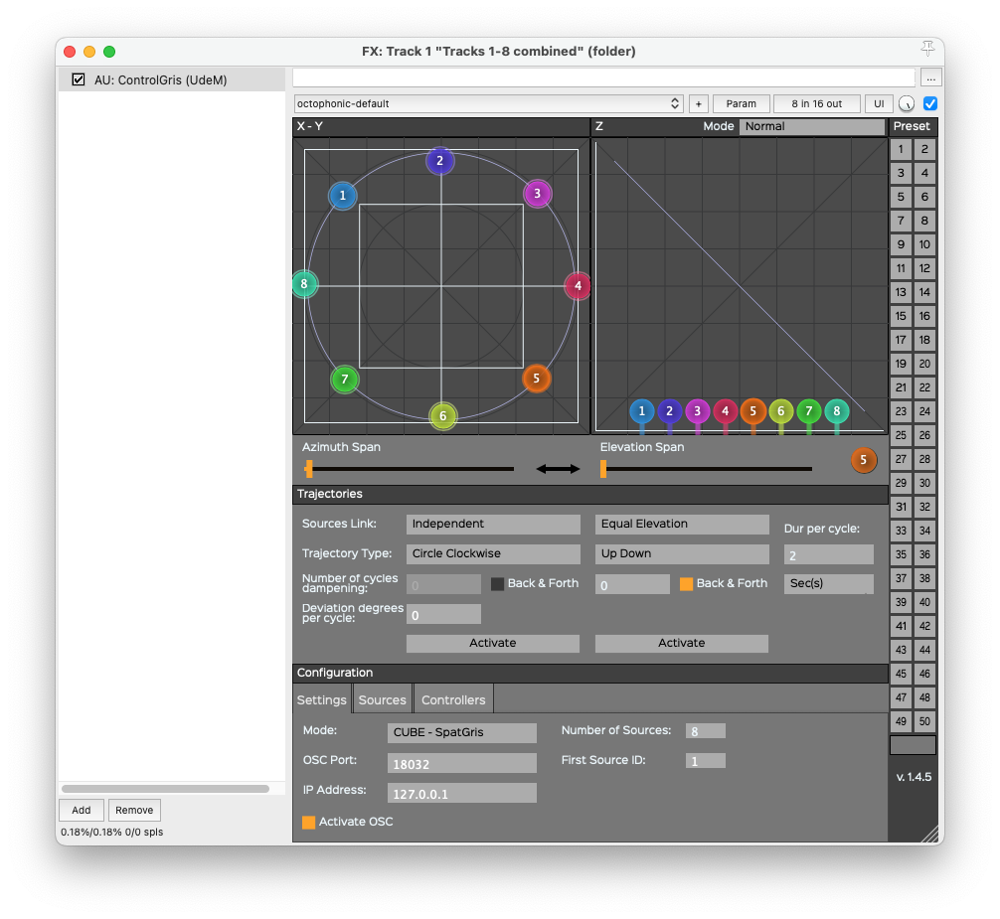 FX: Track 1 "Tracks 1-8 combined" (folder)
AU: ControlGris (UdeM)
...
octophonic-default
+
Param
8 in 16 out
UI
X - Y
Z
Mode
Normal
Preset
1 2 3 4 5 6 7 8
1 2 3 4 5 6 7 8
1 2
3 4
5 6
7 8
9 10
11 12
13 14
15 16
17 18
19 20
21 22
23 24
25 26
27 28
29 30
31 32
33 34
35 36
37 38
39 40
41 42
43 44
45 46
47 48
49 50
Azimuth Span
Elevation Span
5
Trajectories
Sources Link:
Independent
Equal Elevation
Dur per cycle:
Trajectory Type:
Circle Clockwise
Up Down
2
Number of cycles
dampening:
0
Back & Forth
0
Back & Forth
Sec(s)
Deviation degrees
per cycle:
0
Activate
Activate
Configuration
Settings
Sources
Controllers
Mode:
CUBE - SpatGris
Number of Sources:
8
OSC Port:
18032
First Source ID:
1
IP Address:
127.0.0.1
Activate OSC
v. 1.4.5
Add
Remove
0.18%/0.18% 0/0 spls